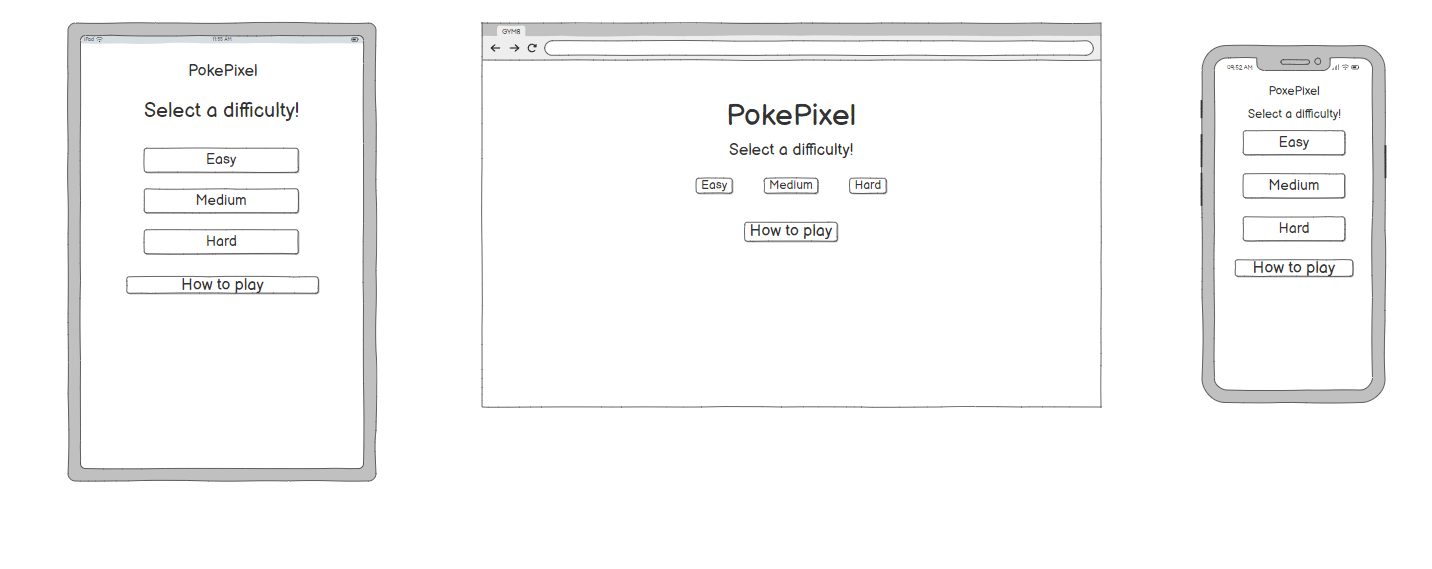 iPad 11:55 AM
PokePixel
Select a difficulty!
Easy
Medium
Hard
How to play
GYMB
PokePixel
Select a difficulty!
Easy Medium Hard
How to play
09:52 AM
PoxePixel
Select a difficulty!
Easy
Medium
Hard
How to play